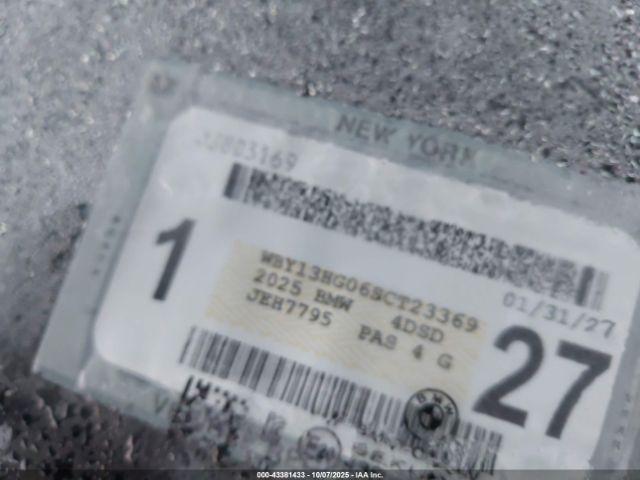 NEW YORK
1
WBY13HG06SCT23369
2025 BMW 4DSD
JEH7795 PAS 4 G
01/31/27
27
BMW
000-43381433 - 10/07/2025 - IAA Inc.